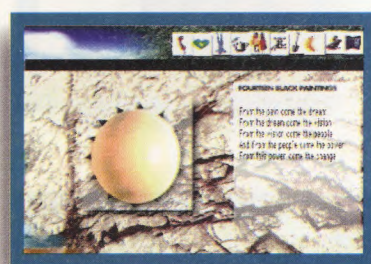 FOURTEEN BLACK PAINTINGS
From the pain come the dream
From the dream come the vision
From the vision come the people
And from the people come the power
From this power come the change